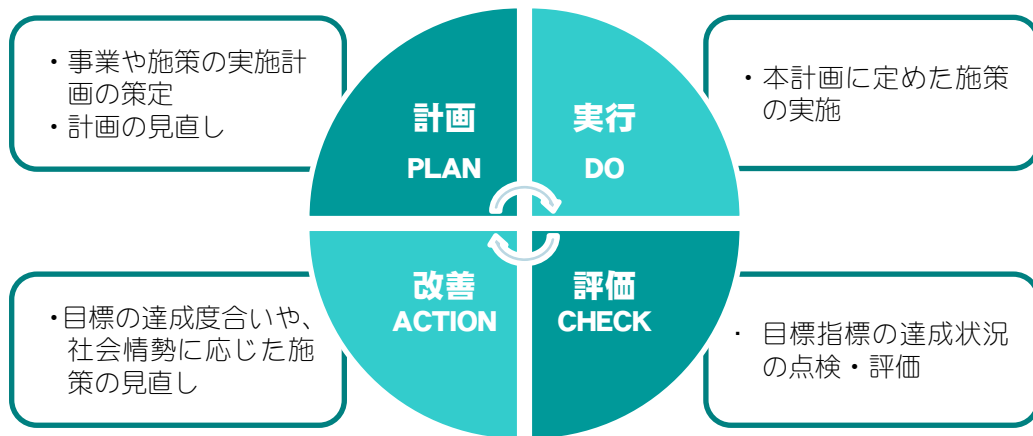 ・事業や施策の実施計
画の策定
・計画の見直し
計画
PLAN
実行
DO
・本計画に定めた施策
の実施
・目標の達成度合いや、
社会情勢に応じた施
策の見直し
改善
ACTION
評価
CHECK
・ 目標指標の達成状況
の点検・評価